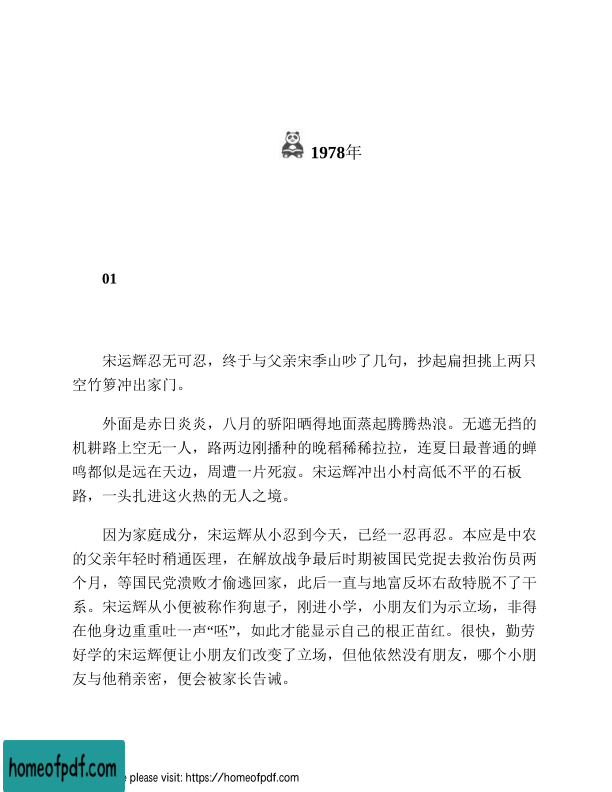 1978年
01
宋运辉忍无可忍，终于与父亲宋季山吵了几句，抄起扁担挑上两只
空竹箩冲出家门。
外面是赤日炎炎，八月的骄阳晒得地面蒸起腾腾热浪。无遮无挡的
机耕路上空无一人，路两边刚播种的晚稻稀稀拉拉，连夏日最普通的蝉
鸣都似是远在天边，周遭一片死寂。宋运辉冲出小村高低不平的石板
路，一头扎进这火热的无人之境。
因为家庭成分，宋运辉从小忍到今天，已经一忍再忍。本应是中农
的父亲年轻时稍通医理，在解放战争最后时期被国民党捉去救治伤员两
个月，等国民党溃败才偷逃回家，此后一直与地富反坏右敌特脱不了干
系。宋运辉从小便被称作狗崽子，刚进小学，小朋友们为示立场，非得
在他身边重重吐一声“呸”，如此才能显示自己的根正苗红。很快，勤劳
好学的宋运辉便让小朋友们改变了立场，但他依然没有朋友，哪个小朋
友与他稍亲密，便会被家长告诫。
homeofpdf.com
e please visit: https://homeofpdf.com